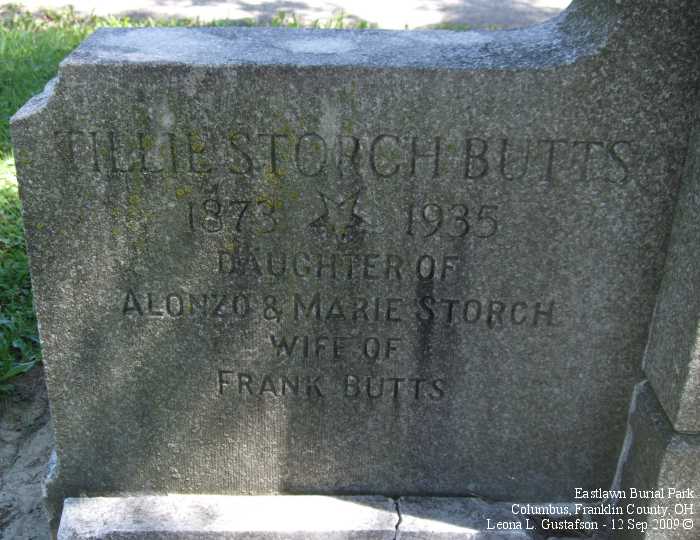 TILLIE STORCH BUTTS
1873 1935
DAUGHTER OF
ALONZO & MARIE STORCH
WIFE OF
FRANK BUTTS
Eastlawn Burial Park
Columbus, Franklin County, OH
Leona L. Gustafson - 12 Sep 2009 ©